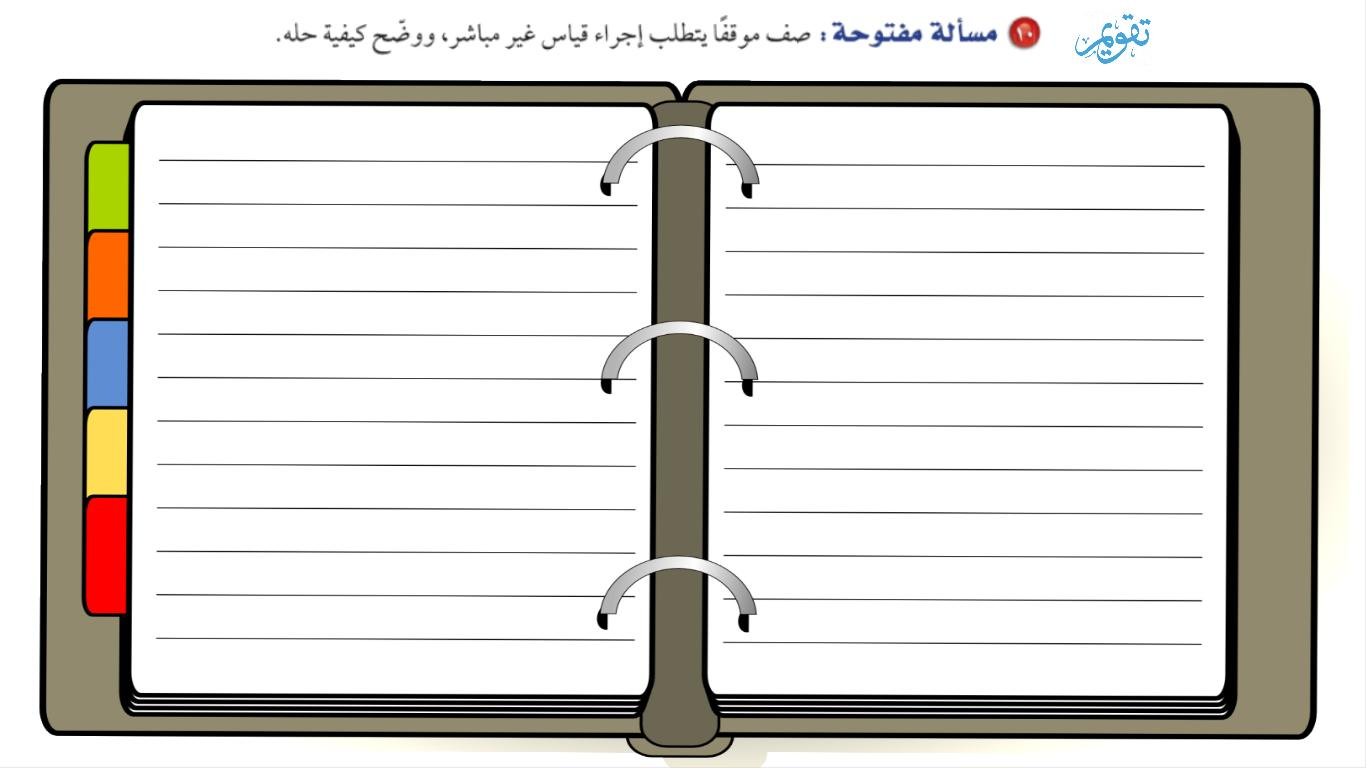 تقويم
١٠ مسألة مفتوحة : صف موقفًا يتطلب إجراء قياس غير مباشر، ووضّح كيفية حله.